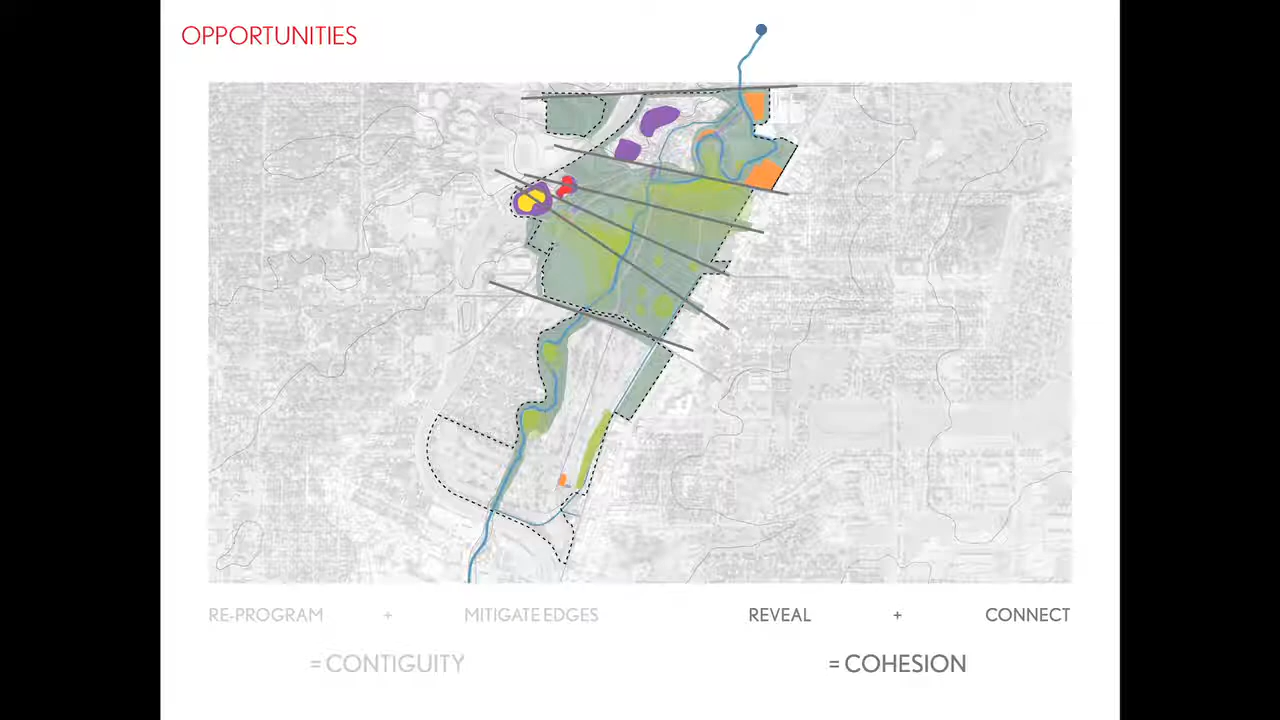 OPPORTUNITIES
RE-PROGRAM + MITIGATE EDGES REVEAL + CONNECT
= CONTIGUITY = COHESION